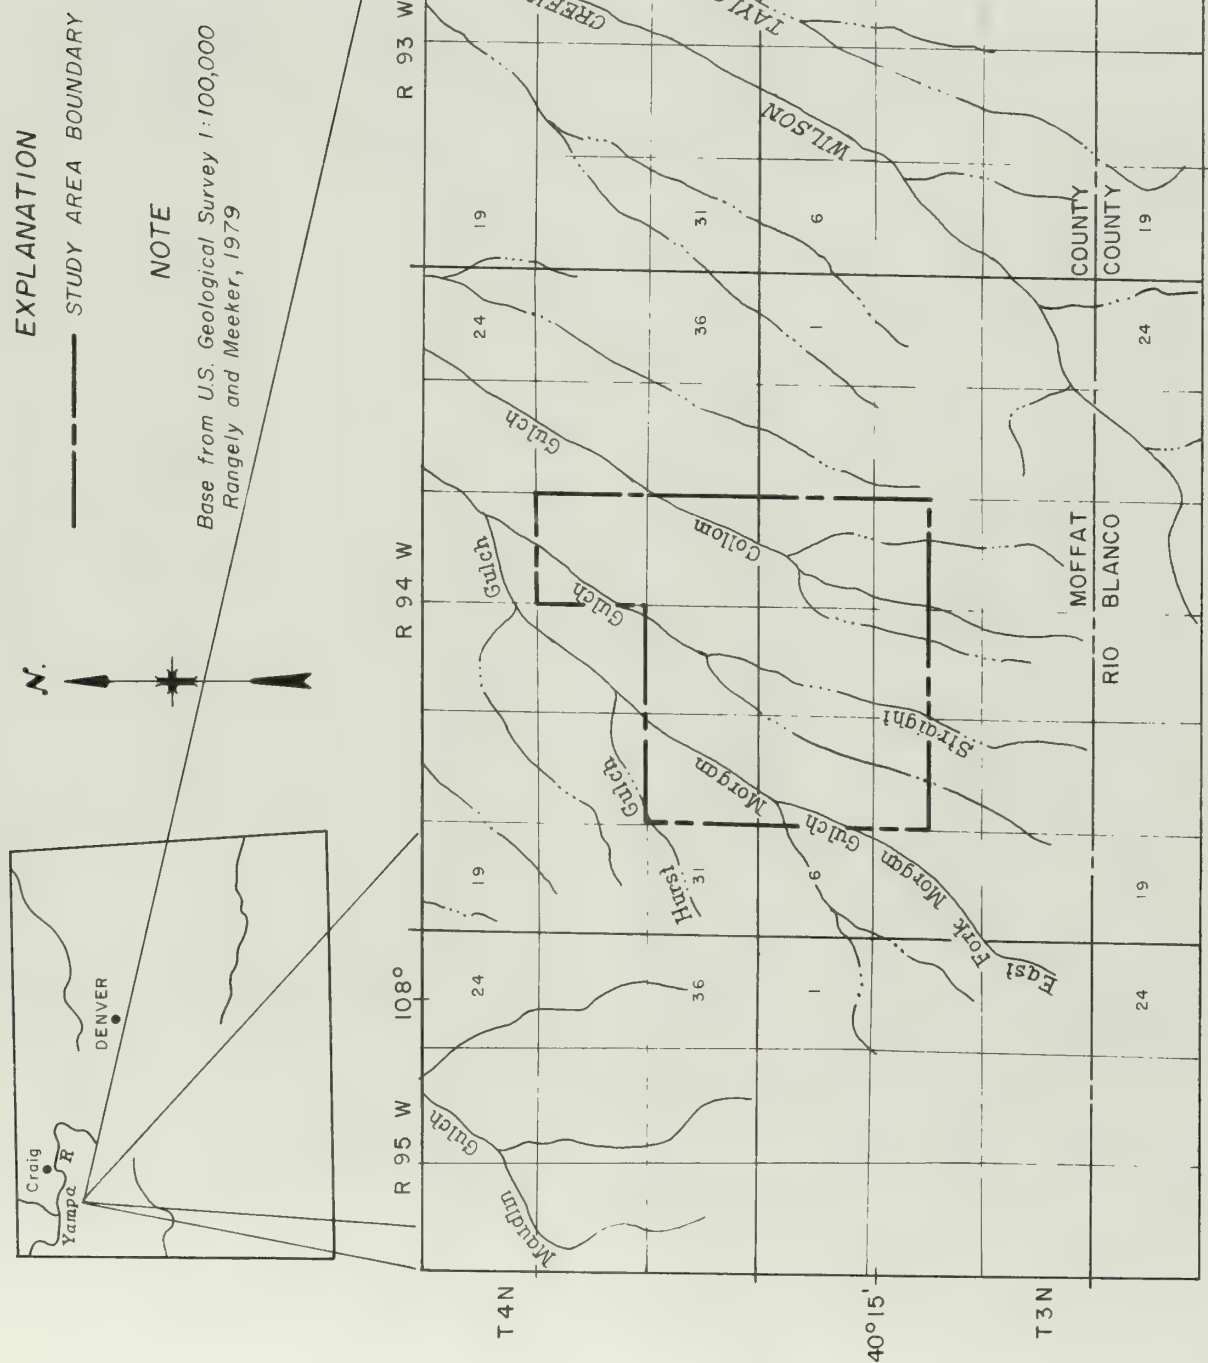 EXPLANATION
STUDY AREA BOUNDARY
NOTE
Base from U.S. Geological Survey 1:100,000
Rangely and Meeker, 1979
N.
Craig
Yampa R
DENVER
R 95 W
108°
R 94 W
R 93 W
T 4 N
40°15'
T 3 N
Maudlin
Gulch
24
19
24
19
36
31
36
31
1
6
1
6
24
19
24
19
Hurst
Gulch
Gulch
Morgan
Gulch
Morgan
Fork
East
Straight
Gulch
Collom
Gulch
WILSON
CREEK
MOFFAT COUNTY
RIO BLANCO COUNTY